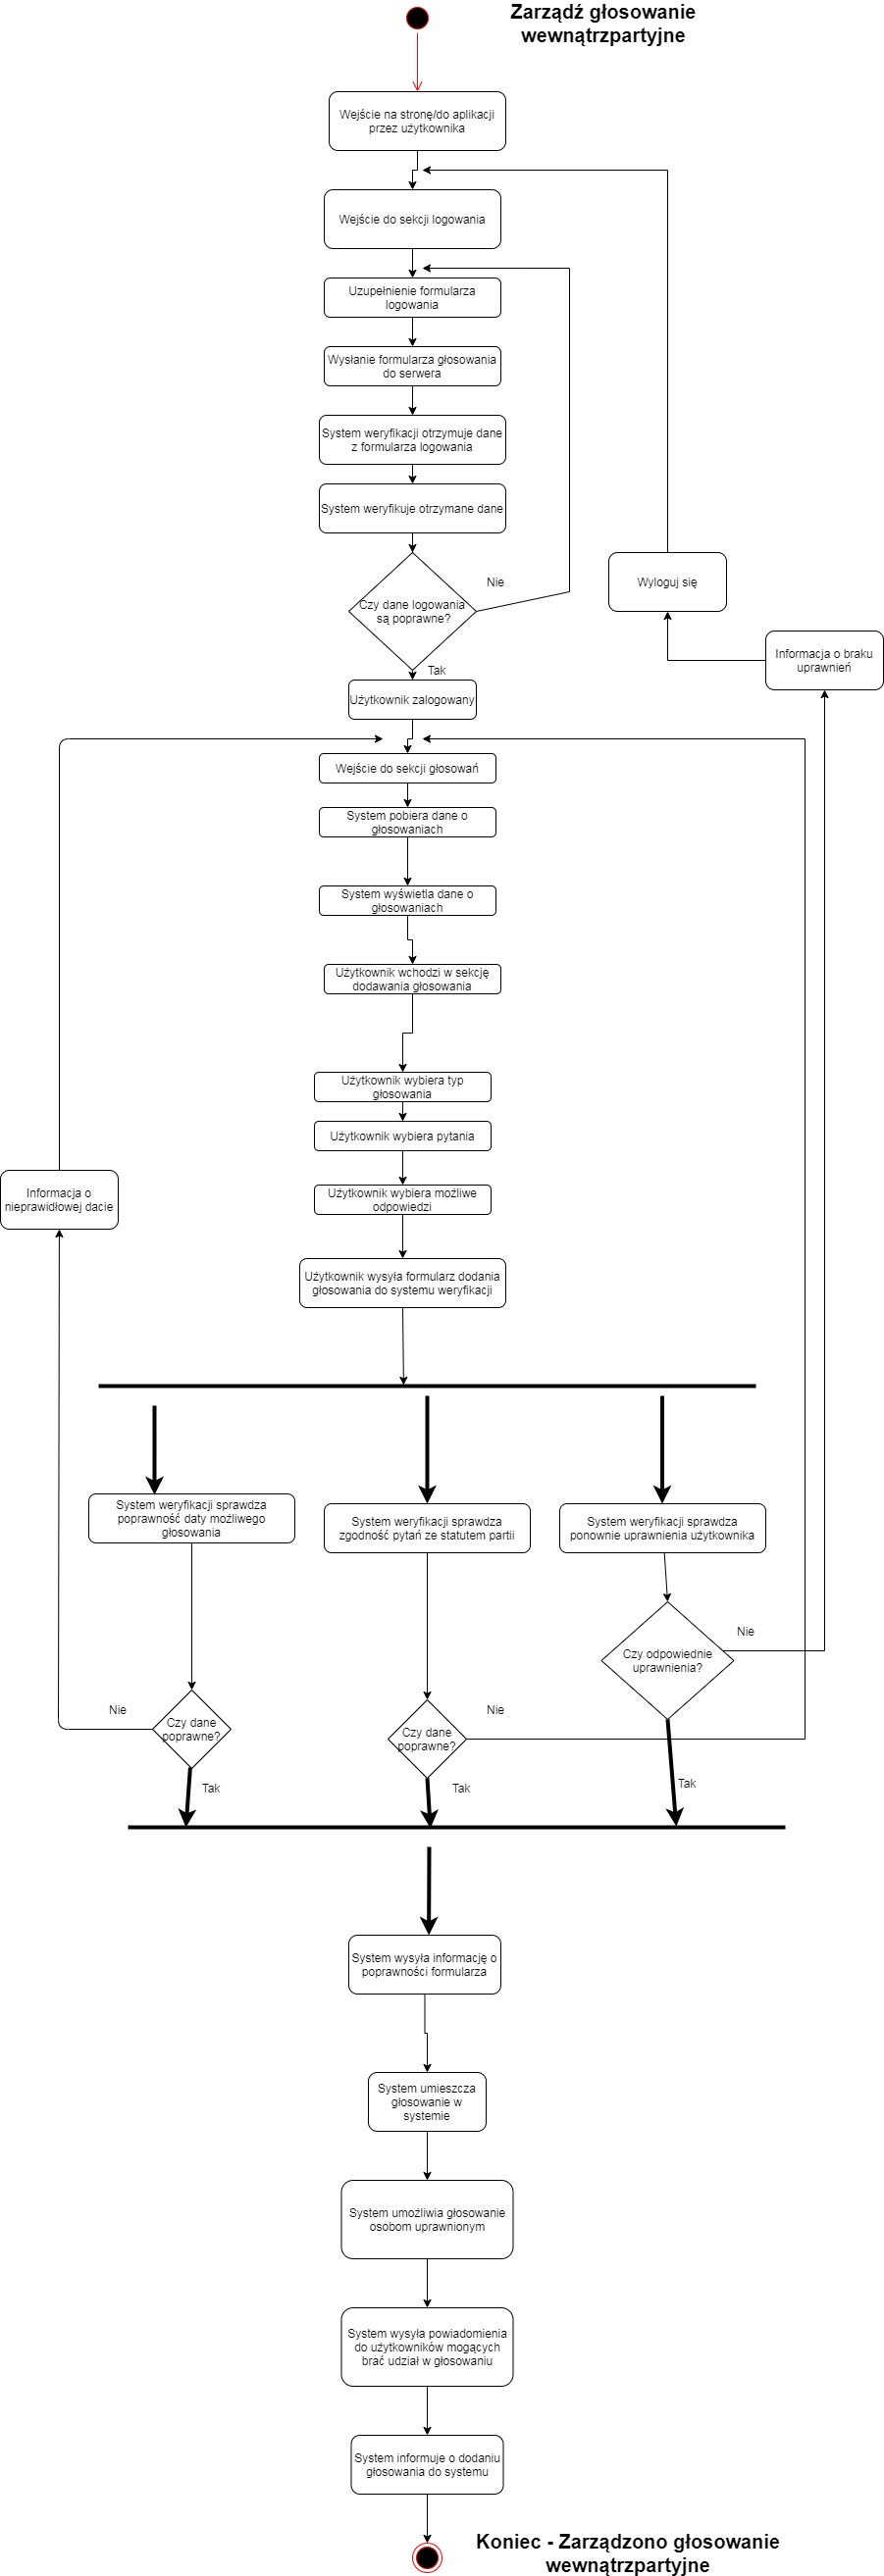 Zarządź głosowanie
wewnątrzpartyjne
Wejście na stronę/do aplikacji
przez użytkownika
Wejście do sekcji logowania
Uzupełnienie formularza
logowania
Wysłanie formularza głosowania
do serwera
System weryfikacji otrzymuje dane
z formularza logowania
System weryfikuje otrzymane dane
Nie
Wyloguj się
Czy dane logowania
są poprawne?
Informacja o braku
uprawnień
Tak
Użytkownik zalogowany
Wejście do sekcji głosowań
System pobiera dane o
głosowaniach
System wyświetla dane o
głosowaniach
Użytkownik wchodzi w sekcję
dodawania głosowania
Użytkownik wybiera typ
głosowania
Użytkownik wybiera pytania
Informacja o
nieprawidłowej dacie
Użytkownik wybiera możliwe
odpowiedzi
Użytkownik wysyła formularz dodania
głosowania do systemu weryfikacji
System weryfikacji sprawdza
poprawność daty możliwego
głosowania
System weryfikacji sprawdza
zgodność pytań ze statutem partii
System weryfikacji sprawdza
ponownie uprawnienia użytkownika
Nie
Czy odpowiednie
uprawnienia?
Nie
Nie
Czy dane
poprawne?
Czy dane
poprawne?
Tak
Tak
Tak
System wysyła informację o
poprawności formularza
System umieszcza
głosowanie w
systemie
System umożliwia głosowanie
osobom uprawnionym
System wysyła powiadomienia
do użytkowników mogących
brać udział w głosowaniu
System informuje o dodaniu
głosowania do systemu
Koniec - Zarządzono głosowanie
wewnątrzpartyjne